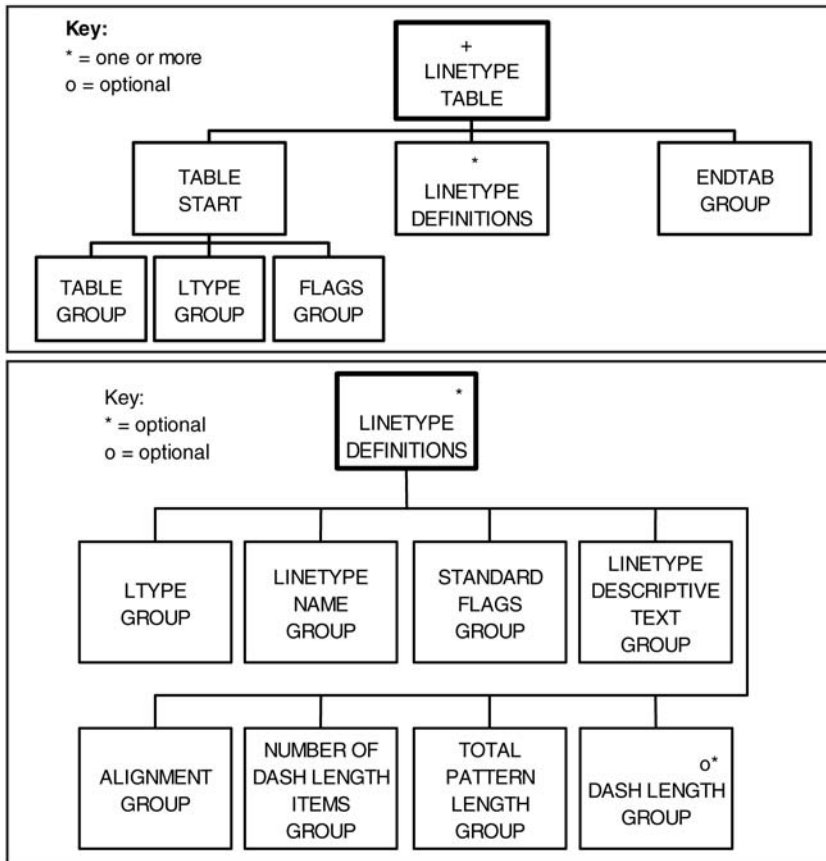 Key:
* = one or more
o = optional
+
LINETYPE
TABLE
TABLE
START
*
LINETYPE
DEFINITIONS
ENDTAB
GROUP
TABLE
GROUP
LTYPE
GROUP
FLAGS
GROUP
Key:
* = optional
o = optional
*
LINETYPE
DEFINITIONS
LTYPE
GROUP
LINETYPE
NAME
GROUP
STANDARD
FLAGS
GROUP
LINETYPE
DESCRIPTIVE
TEXT
GROUP
ALIGNMENT
GROUP
NUMBER OF
DASH LENGTH
ITEMS
GROUP
TOTAL
PATTERN
LENGTH
GROUP
o*
DASH LENGTH
GROUP